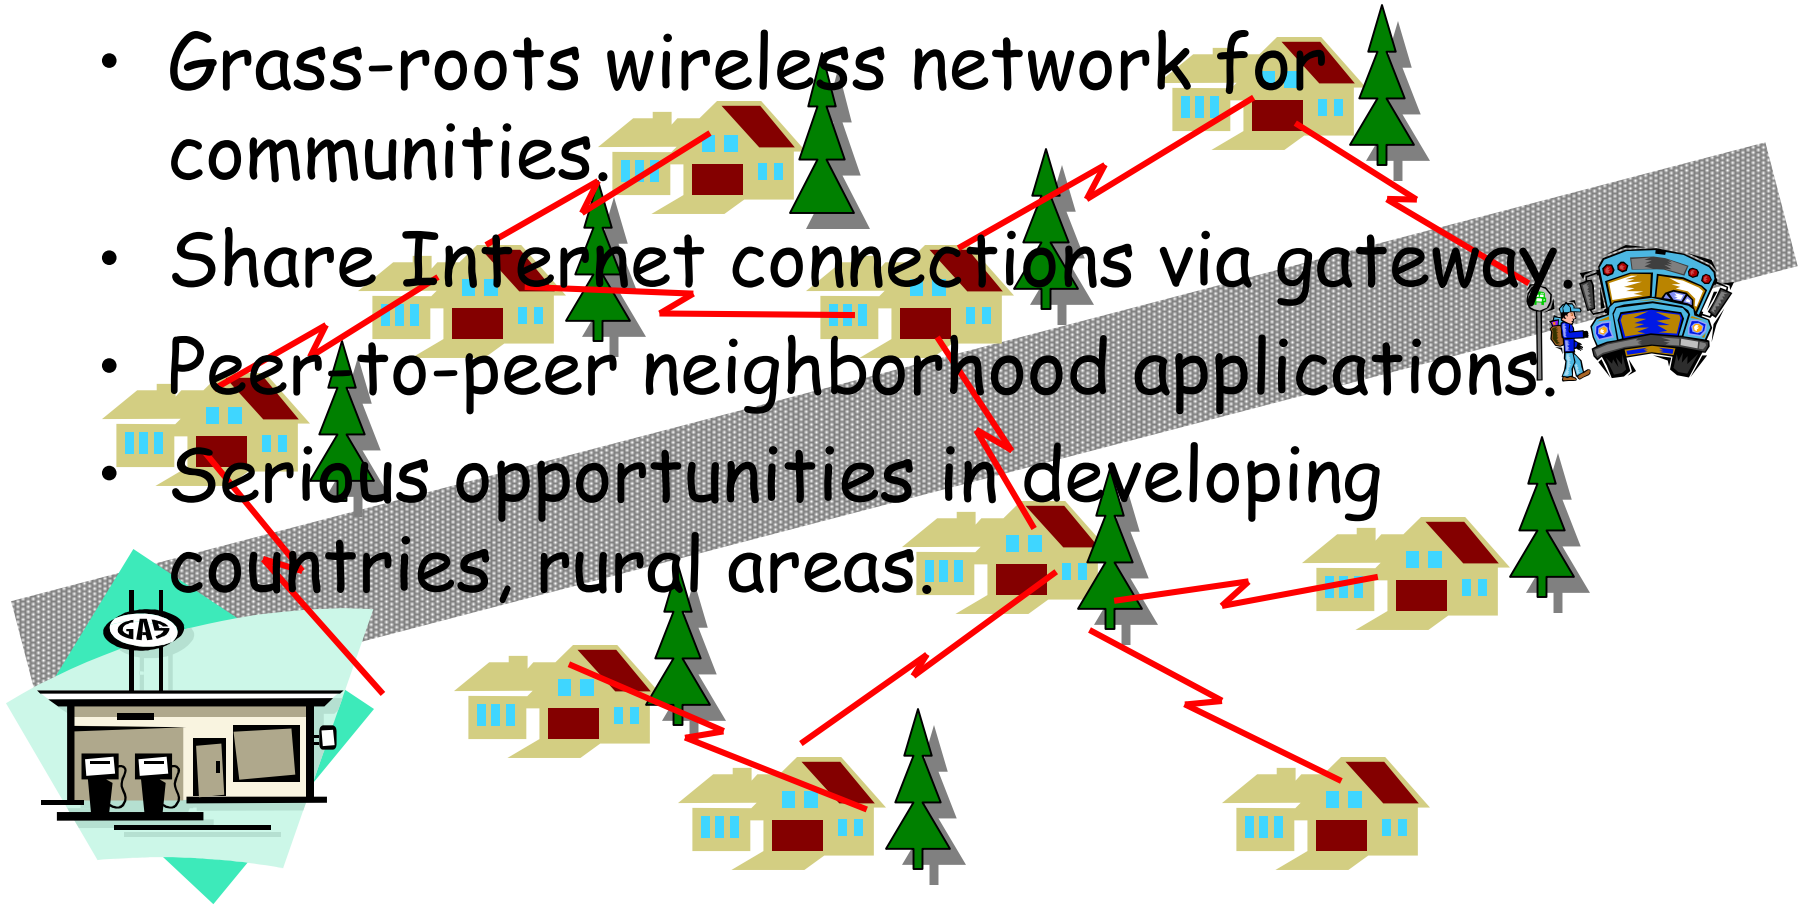 • Grass-roots wireless network for
communities.
• Share Internet connections via gateway.
• Peer-to-peer neighborhood applications.
• Serious opportunities in developing
countries, rural areas.
GAS